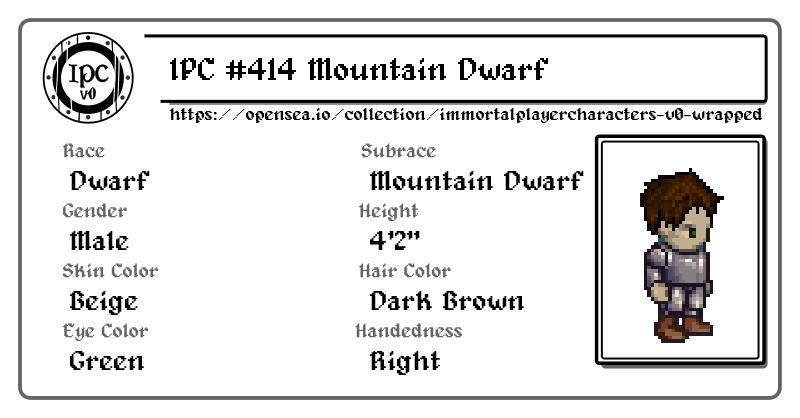 IPC
v0
IPC #414 Mountain Dwarf
https://opensea.io/collection/immortalplayercharacters-v0-wrapped
Race
Subrace
Dwarf
Mountain Dwarf
Gender
Height
Male
4'2"
Skin Color
Hair Color
Beige
Dark Brown
Eye Color
Handedness
Green
Right